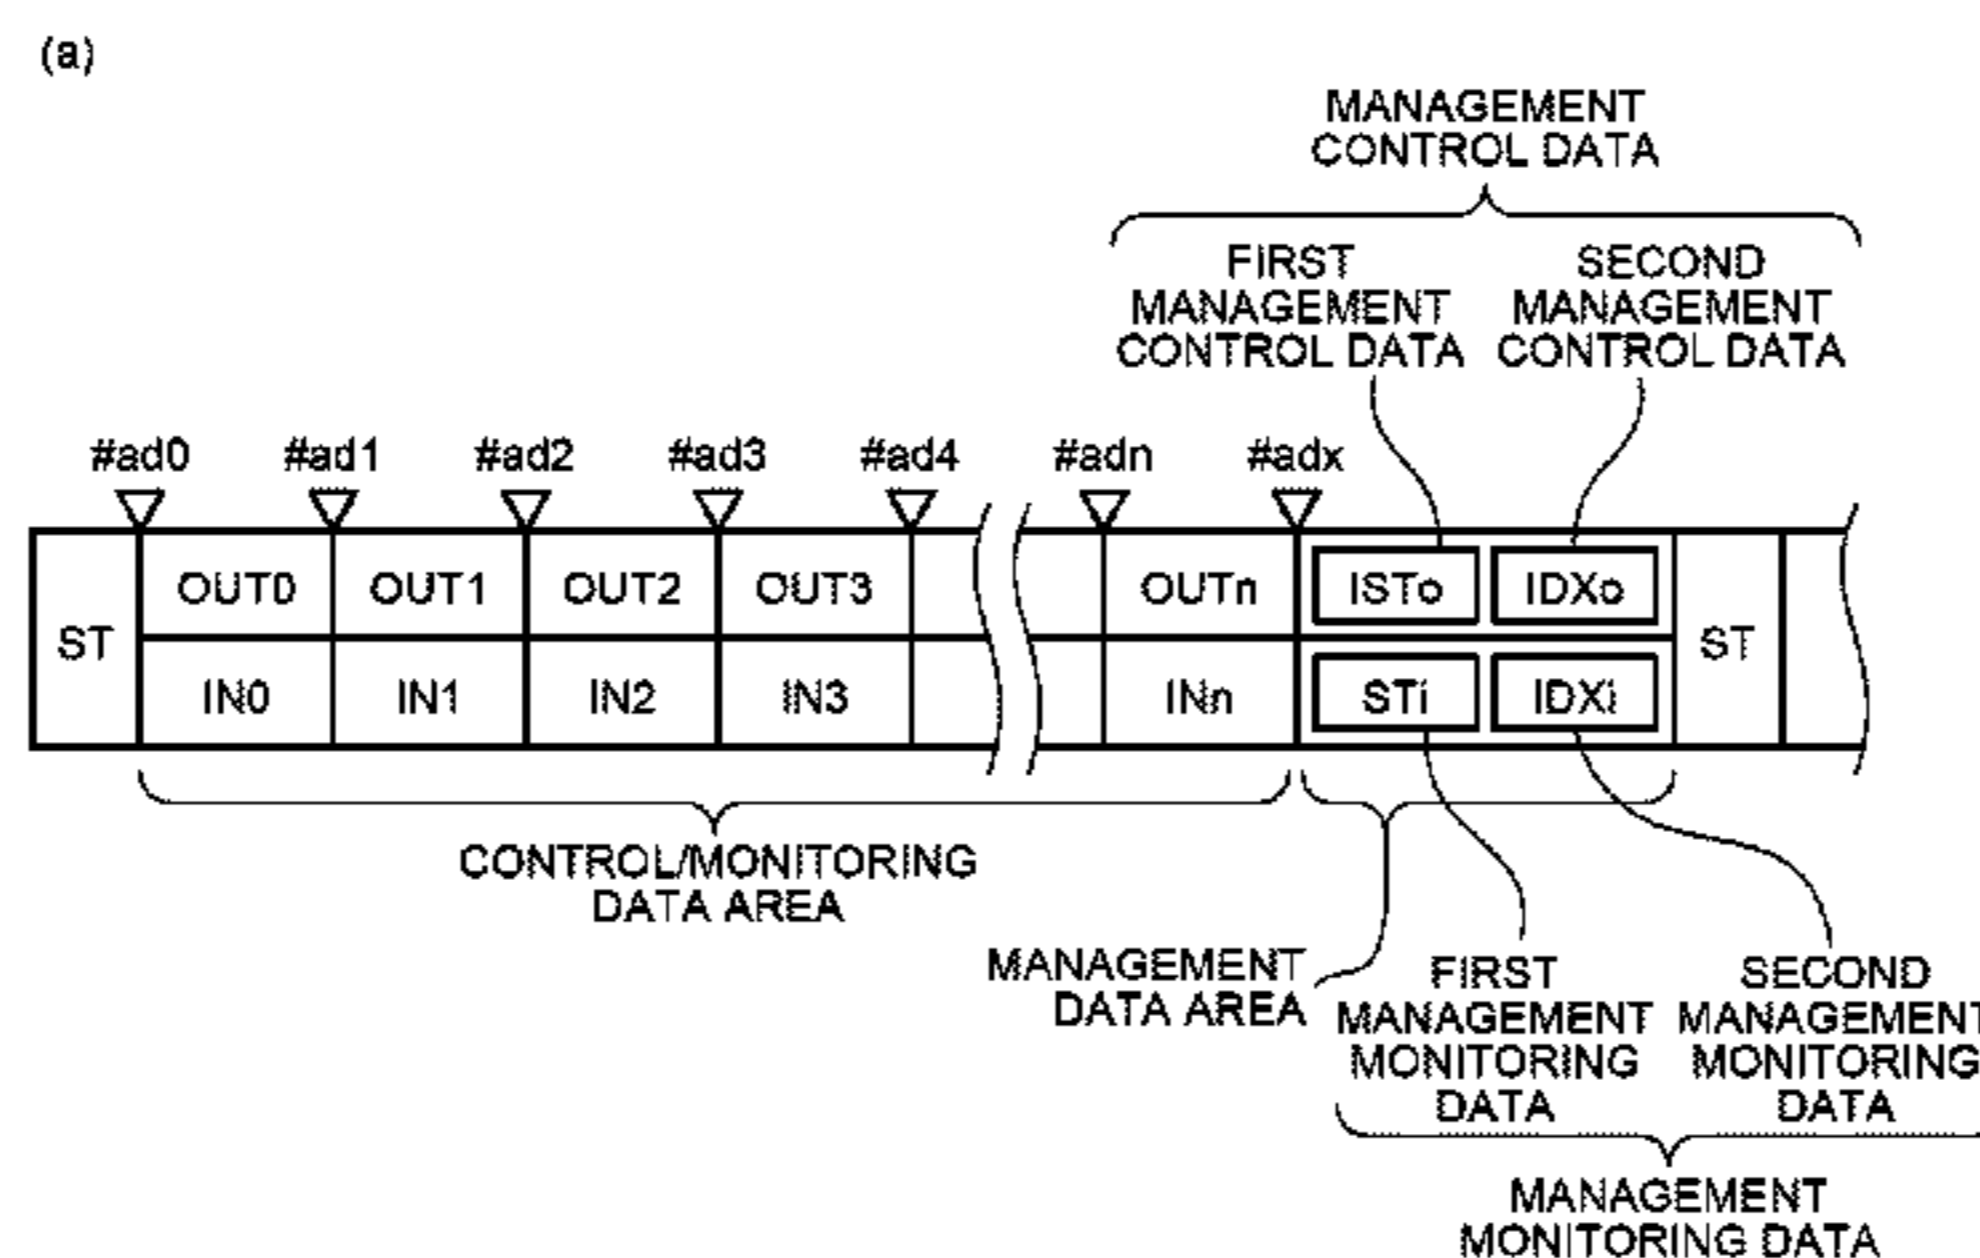 (a)
MANAGEMENT
CONTROL DATA
FIRST
MANAGEMENT
CONTROL DATA
SECOND
MANAGEMENT
CONTROL DATA
#ad0 #ad1 #ad2 #ad3 #ad4 #adn #adx
OUT0 OUT1 OUT2 OUT3 OUTn ISTo IDXo
ST ST
IN0 IN1 IN2 IN3 INn STi IDXi
CONTROL/MONITORING
DATA AREA
MANAGEMENT
DATA AREA
FIRST
MANAGEMENT
MONITORING
DATA
SECOND
MANAGEMENT
MONITORING
DATA
MANAGEMENT
MONITORING DATA